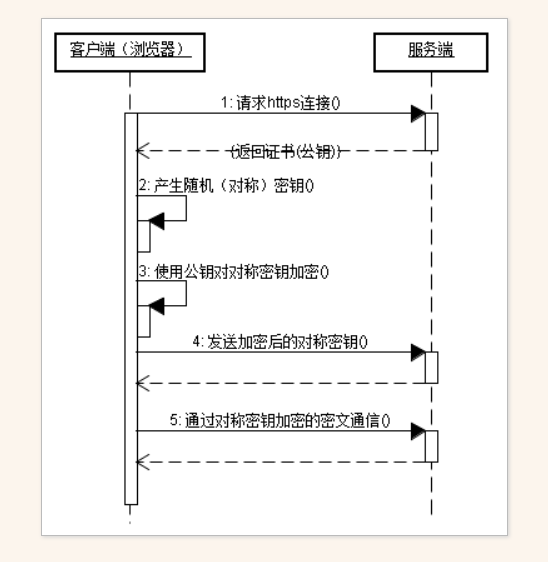 客户端（浏览器）
服务端
1: 请求https连接()
(返回证书(公钥))
2: 产生随机（对称）密钥()
3: 使用公钥对对称密钥加密()
4: 发送加密后的对称密钥()
5: 通过对称密钥加密的密文通信()